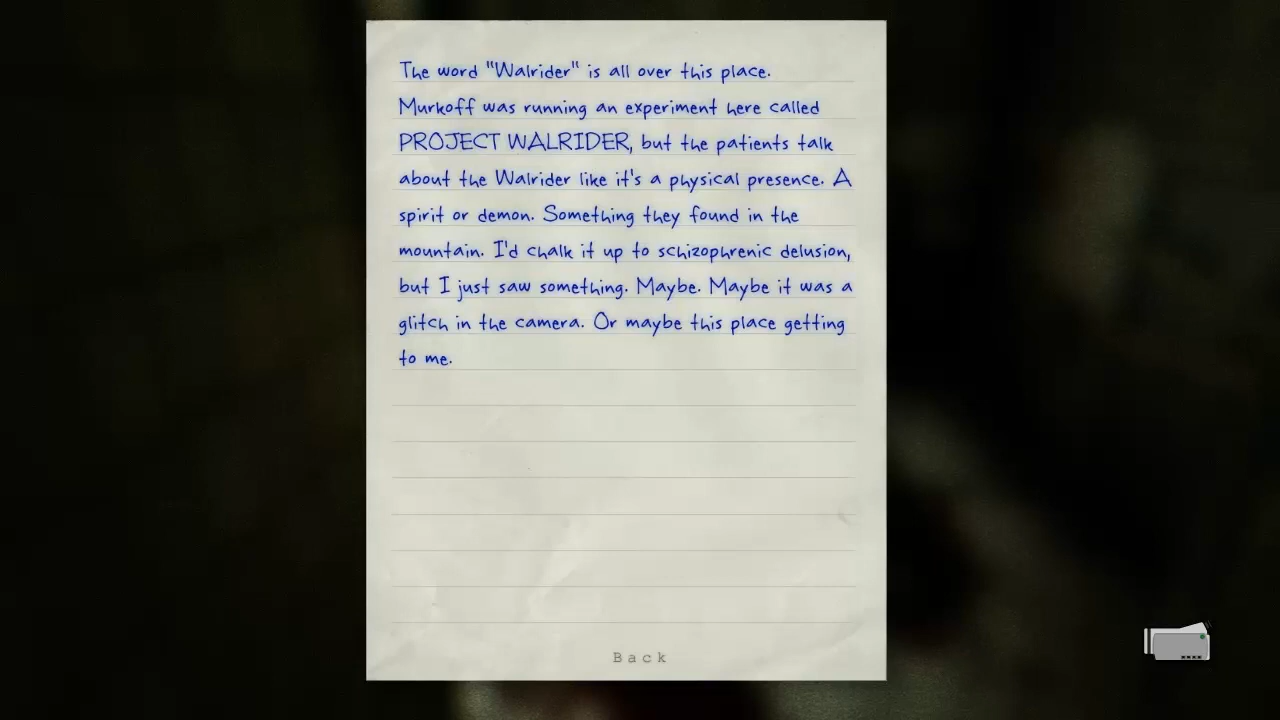 The word "Walrider" is all over this place.
Murkoff was running an experiment here called
PROJECT WALRIDER, but the patients talk
about the Walrider like it's a physical presence. A
spirit or demon. Something they found in the
mountain. I'd chalk it up to schizophrenic delusion,
but I just saw something. Maybe. Maybe it was a
glitch in the camera. Or maybe this place getting
to me.
Back